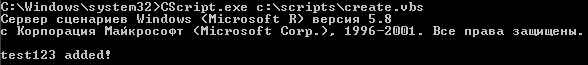 C:\Windows\system32>CScript.exe c:\scripts\create.vbs
Сервер сценариев Windows (Microsoft R) версия 5.8
с Корпорация Майкрософт (Microsoft Corp.), 1996-2001. Все права защищены.
test123 added!